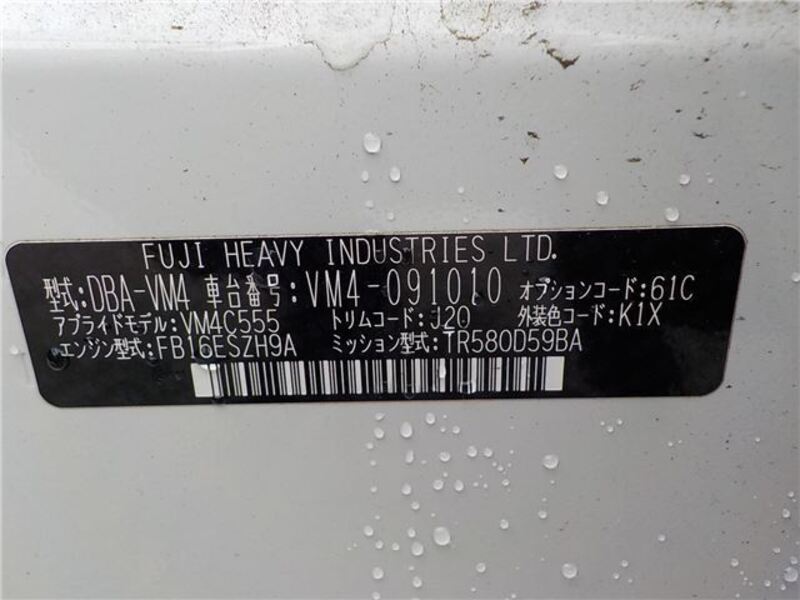 FUJI HEAVY INDUSTRIES LTD.
型式:DBA-VM4 車台番号:VM4-091010 オプションコード:61C
アプライドモデル:VM4C555 トリムコード:J20 外装色コード:K1X
エンジン型式:FB16ESZH9A ミッション型式:TR580D59BA